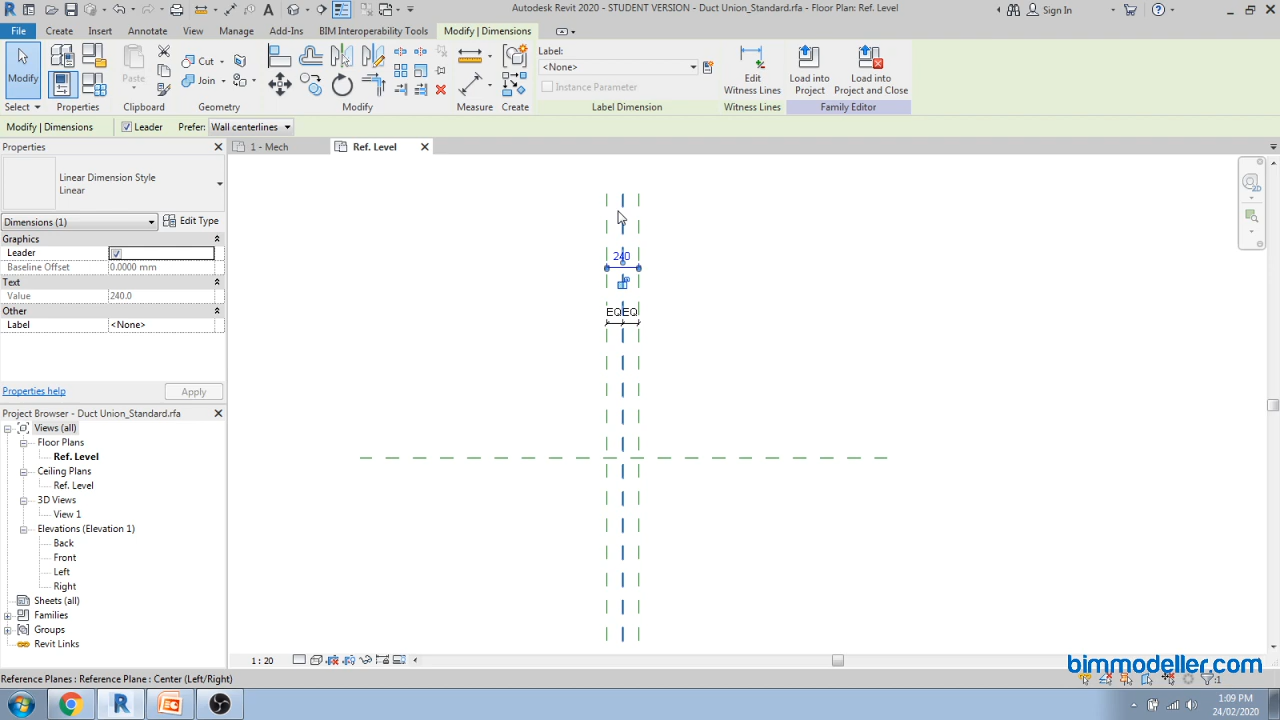 Autodesk Revit 2020 - STUDENT VERSION - Duct Union_Standard.rfa - Floor Plan: Ref. Level
Sign In
File Create Insert Annotate View Manage Add-Ins BIM Interoperability Tools Modify | Dimensions
Modify
Paste
Cut
Join
Label:
<None>
Instance Parameter
Edit
Witness Lines
Load into
Project
Load into
Project and Close
Select Properties Clipboard Geometry Modify Measure Create Label Dimension Witness Lines Family Editor
Modify | Dimensions Leader Prefer: Wall centerlines
Properties
1 - Mech Ref. Level
Linear Dimension Style
Linear
Dimensions (1) Edit Type
Graphics
Leader
Baseline Offset 0.0000 mm
Text
Value 240.0
Other
Label <None>
Properties help Apply
240
EQ EQ
Project Browser - Duct Union_Standard.rfa
Views (all)
Floor Plans
Ref. Level
Ceiling Plans
Ref. Level
3D Views
View 1
Elevations (Elevation 1)
Back
Front
Left
Right
Sheets (all)
Families
Groups
Revit Links
1 : 20
bimmodeller.com
Reference Planes : Reference Plane : Center (Left/Right)
:1
1:09 PM
24/02/2020